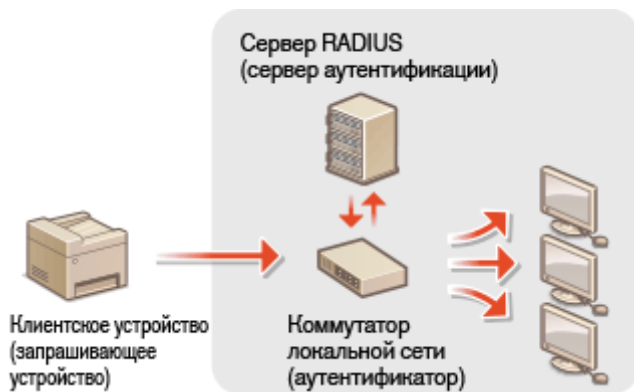 Сервер RADIUS
(сервер аутентификации)
Клиентское устройство
(запрашивающее
устройство)
Коммутатор
локальной сети
(аутентификатор)